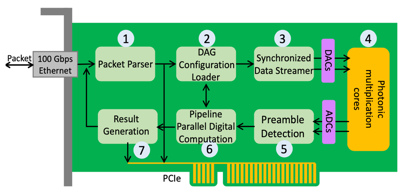 Packet
100 Gbps
Ethernet
1
Packet Parser
2
DAG
Configuration
Loader
3
Synchronized
Data Streamer
DACs
4
Photonic
multiplication
cores
ADCs
Result
Generation
7
Pipeline
Parallel Digital
Computation
6
Preamble
Detection
5
PCIe